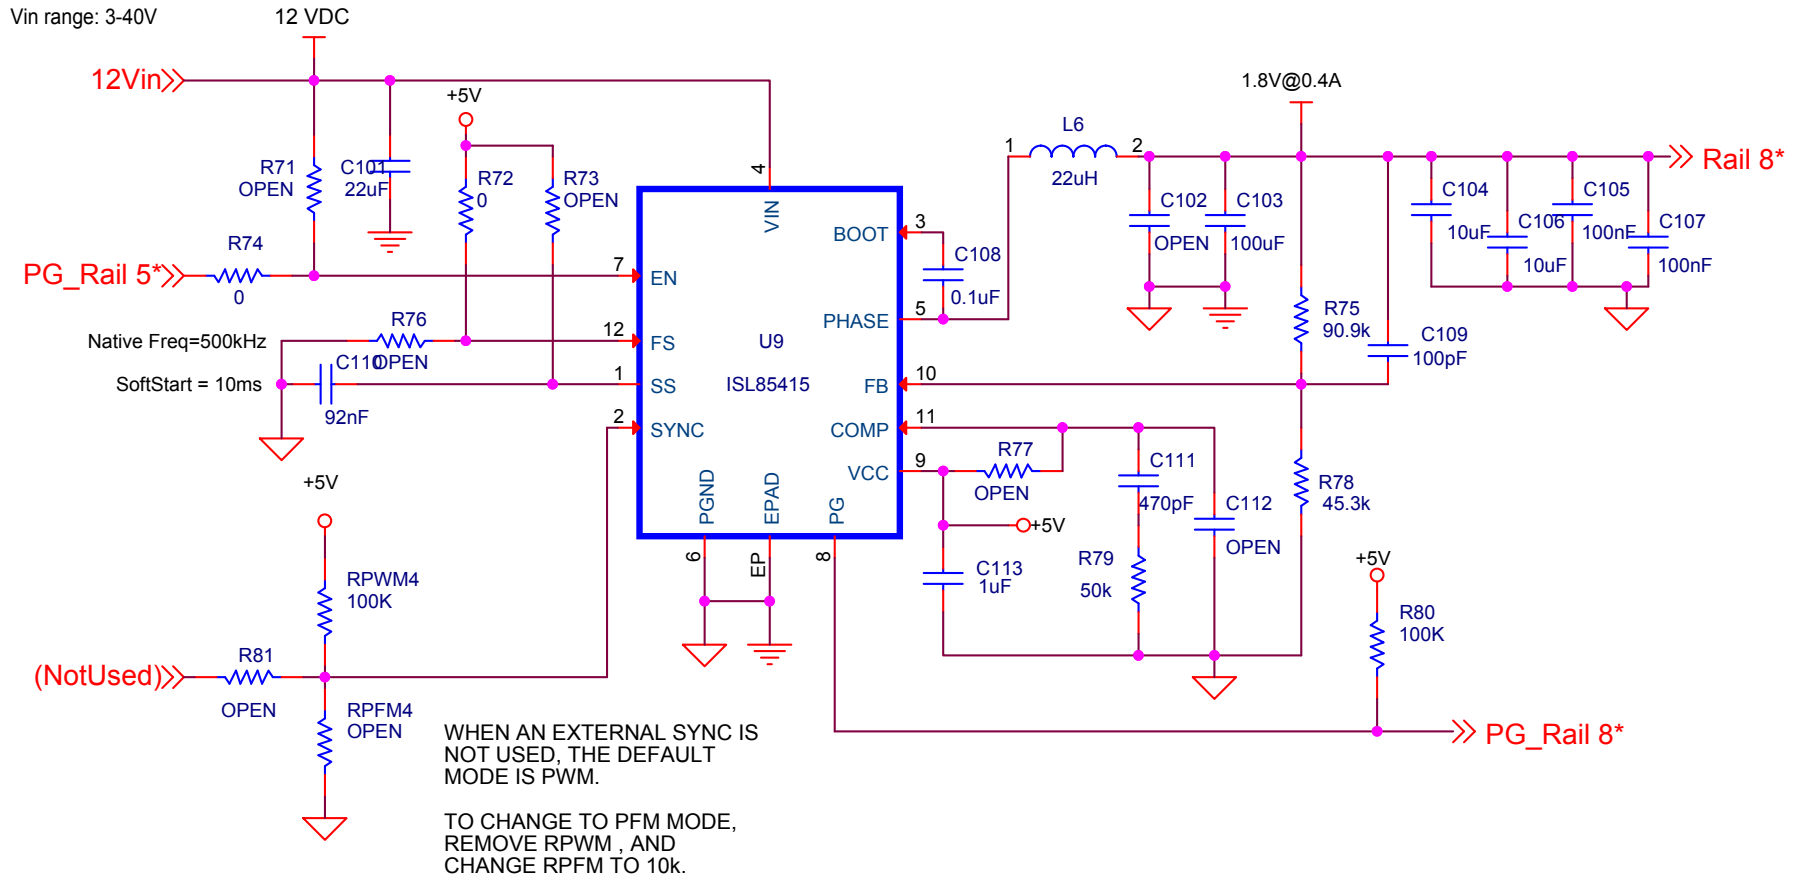 Vin range: 3-40V
12 VDC
12Vin
+5V
1.8V@0.4A
R71
OPEN
C101
22uF
R72
0
R73
OPEN
R74
0
PG_Rail 5*
Native Freq=500kHz
R76
OPEN
SoftStart = 10ms
C110
92nF
4
VIN
7
EN
12
FS
1
SS
2
SYNC
U9
ISL85415
BOOT
3
PHASE
5
FB
10
COMP
11
VCC
9
PGND
6
EPAD
EP
PG
8
C108
0.1uF
1
L6
2
22uH
C102
OPEN
C103
100uF
C104
10uF
C106
10uF
C105
100nF
C107
100nF
Rail 8*
R75
90.9k
C109
100pF
R77
OPEN
C111
470pF
C112
OPEN
R78
45.3k
+5V
C113
1uF
R79
50k
+5V
R80
100K
PG_Rail 8*
+5V
RPWM4
100K
(NotUsed)
R81
OPEN
RPFM4
OPEN
WHEN AN EXTERNAL SYNC IS
NOT USED, THE DEFAULT
MODE IS PWM.
TO CHANGE TO PFM MODE,
REMOVE RPWM , AND
CHANGE RPFM TO 10k.